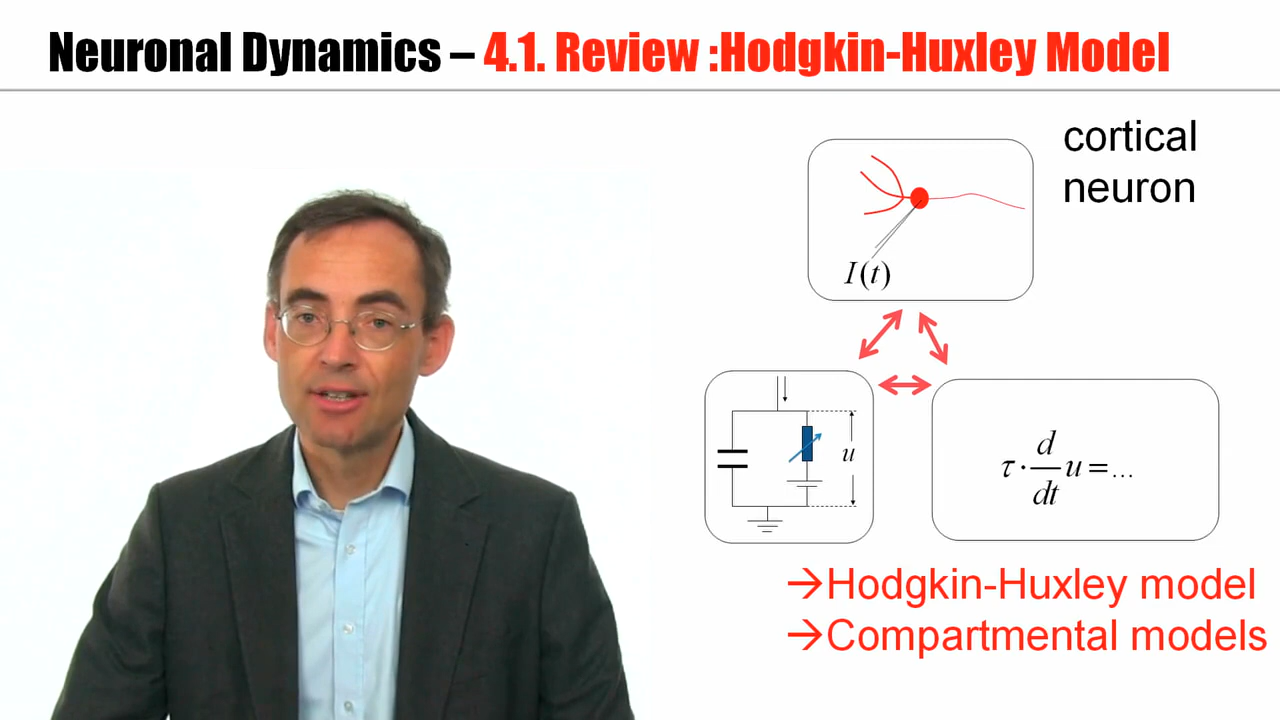 Neuronal Dynamics – 4.1. Review :Hodgkin-Huxley Model
cortical
neuron
I(t)
u
τ · d/dt u = ...
→Hodgkin-Huxley model
→Compartmental models